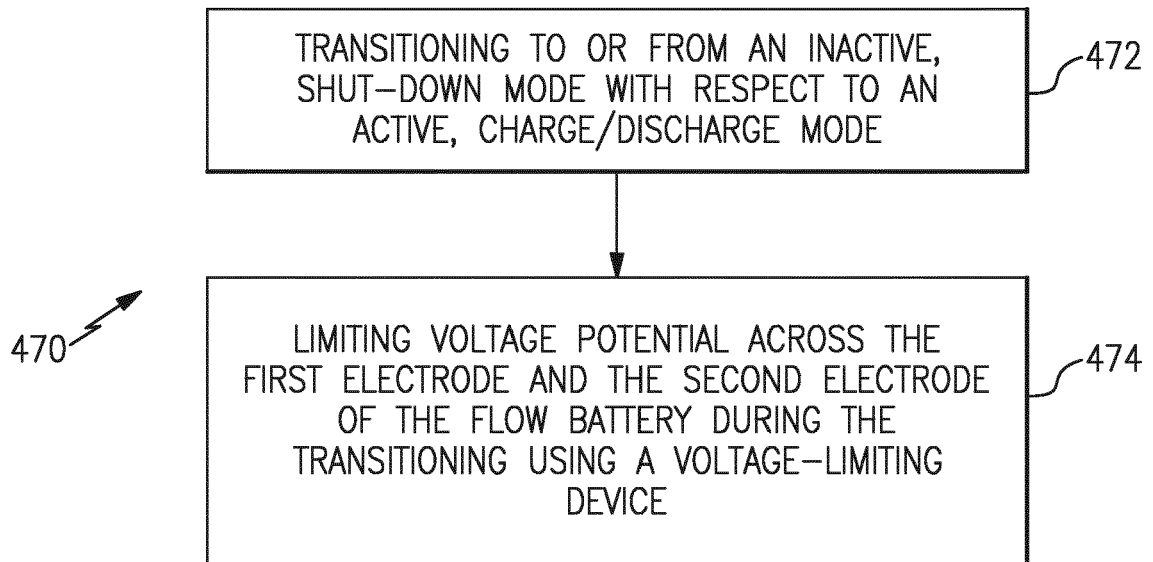 TRANSITIONING TO OR FROM AN INACTIVE,
SHUT-DOWN MODE WITH RESPECT TO AN
ACTIVE, CHARGE/DISCHARGE MODE
472
LIMITING VOLTAGE POTENTIAL ACROSS THE
FIRST ELECTRODE AND THE SECOND ELECTRODE
OF THE FLOW BATTERY DURING THE
TRANSITIONING USING A VOLTAGE-LIMITING
DEVICE
474
470